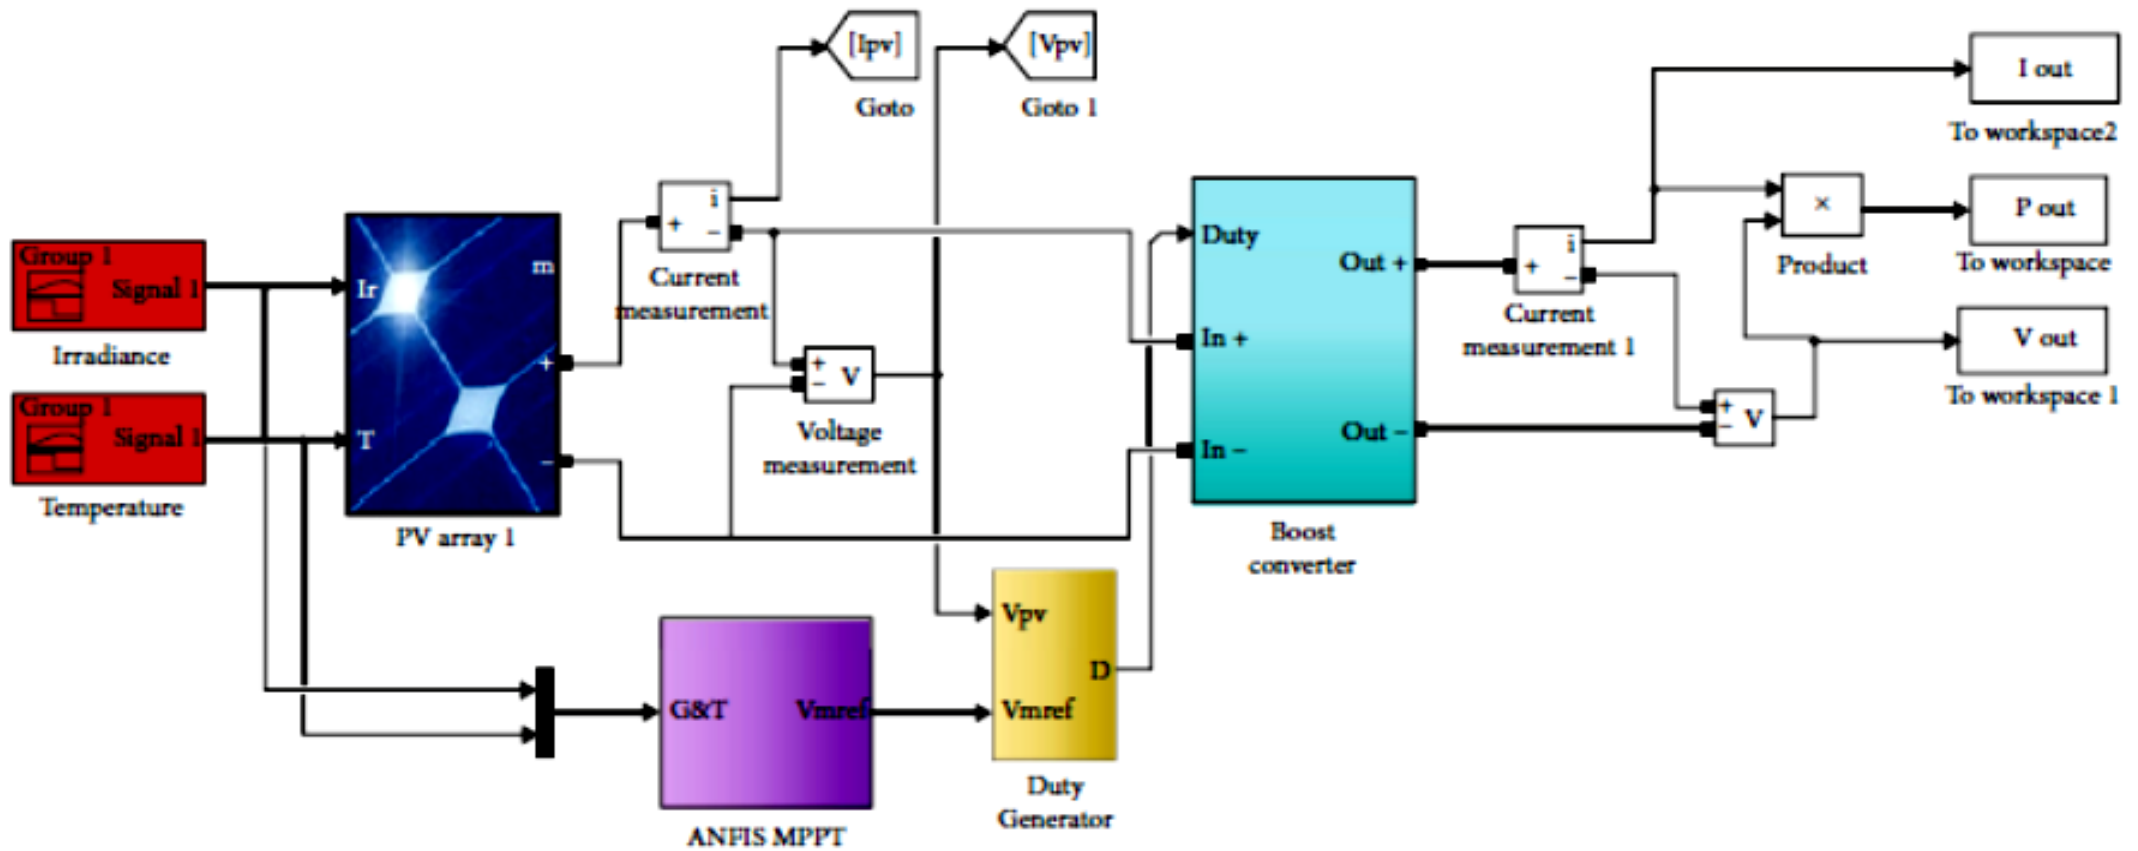 [Ipv]
Goto
[Vpv]
Goto 1
I out
To workspace2
Group 1
Signal 1
Irradiance
Group 1
Signal 1
Temperature
Ir
T
m
+
−
PV array 1
+
i
−
Current
measurement
+
−
V
Voltage
measurement
Duty
In +
In −
Out +
Out −
Boost
converter
+
i
−
Current
measurement 1
×
Product
P out
To workspace
V out
To workspace 1
+
−
V
G&T
Vmref
ANFIS MPPT
Vpv
Vmref
D
Duty
Generator